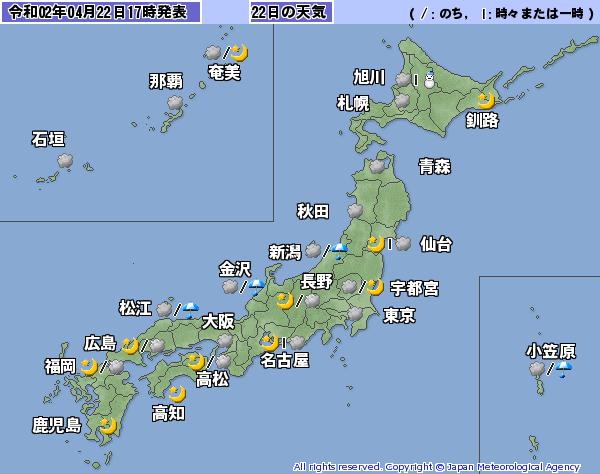 令和02年04月22日17時発表 22日の天気 ( / : のち, | : 時々または一時 )
奄美 /
那覇
石垣
旭川 |
札幌
釧路
青森
秋田
仙台 |
新潟 /
金沢 /
長野 /
宇都宮 /
松江 /
大阪
東京
広島 /
名古屋 |
小笠原 /
福岡 /
高松 /
高知
鹿児島
All rights reserved. Copyright © Japan Meteorological Agency